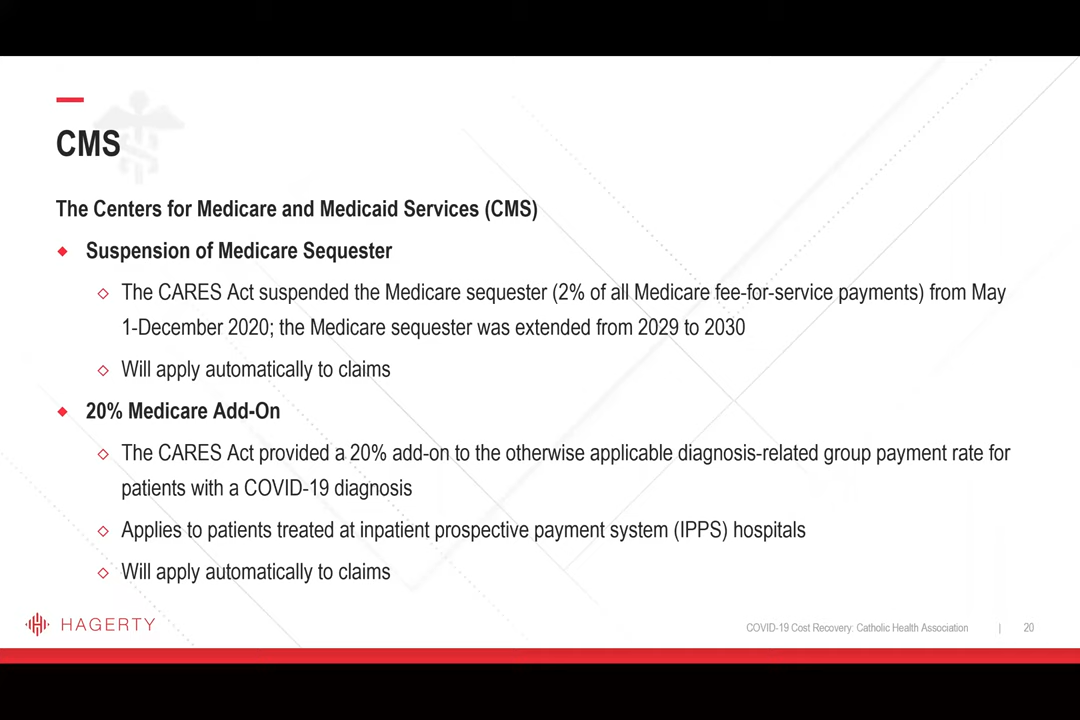 CMS
The Centers for Medicare and Medicaid Services (CMS)
Suspension of Medicare Sequester
The CARES Act suspended the Medicare sequester (2% of all Medicare fee-for-service payments) from May
1-December 2020; the Medicare sequester was extended from 2029 to 2030
Will apply automatically to claims
20% Medicare Add-On
The CARES Act provided a 20% add-on to the otherwise applicable diagnosis-related group payment rate for
patients with a COVID-19 diagnosis
Applies to patients treated at inpatient prospective payment system (IPPS) hospitals
Will apply automatically to claims
HAGERTY
COVID-19 Cost Recovery: Catholic Health Association | 20